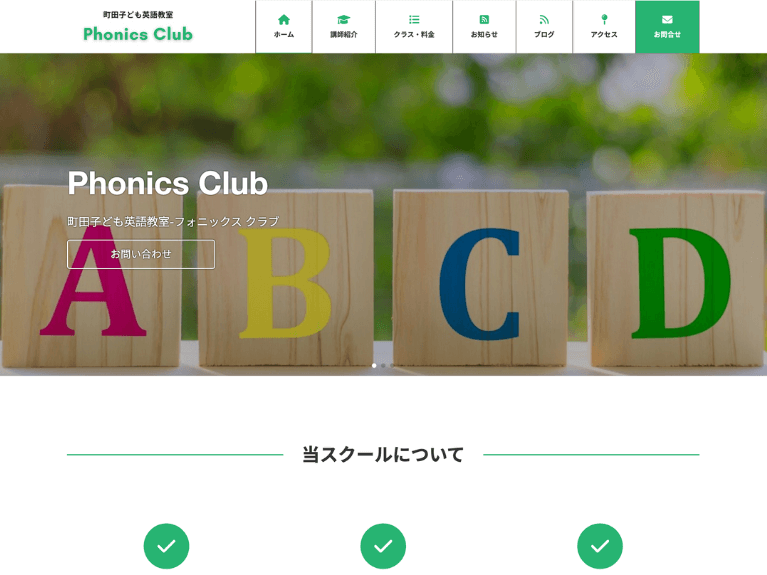 町田子ども英語教室
Phonics Club
ホーム
講師紹介
クラス・料金
お知らせ
ブログ
アクセス
お問合せ
Phonics Club
町田子ども英語教室-フォニックス クラブ
お問い合わせ
A B C D
当スクールについて